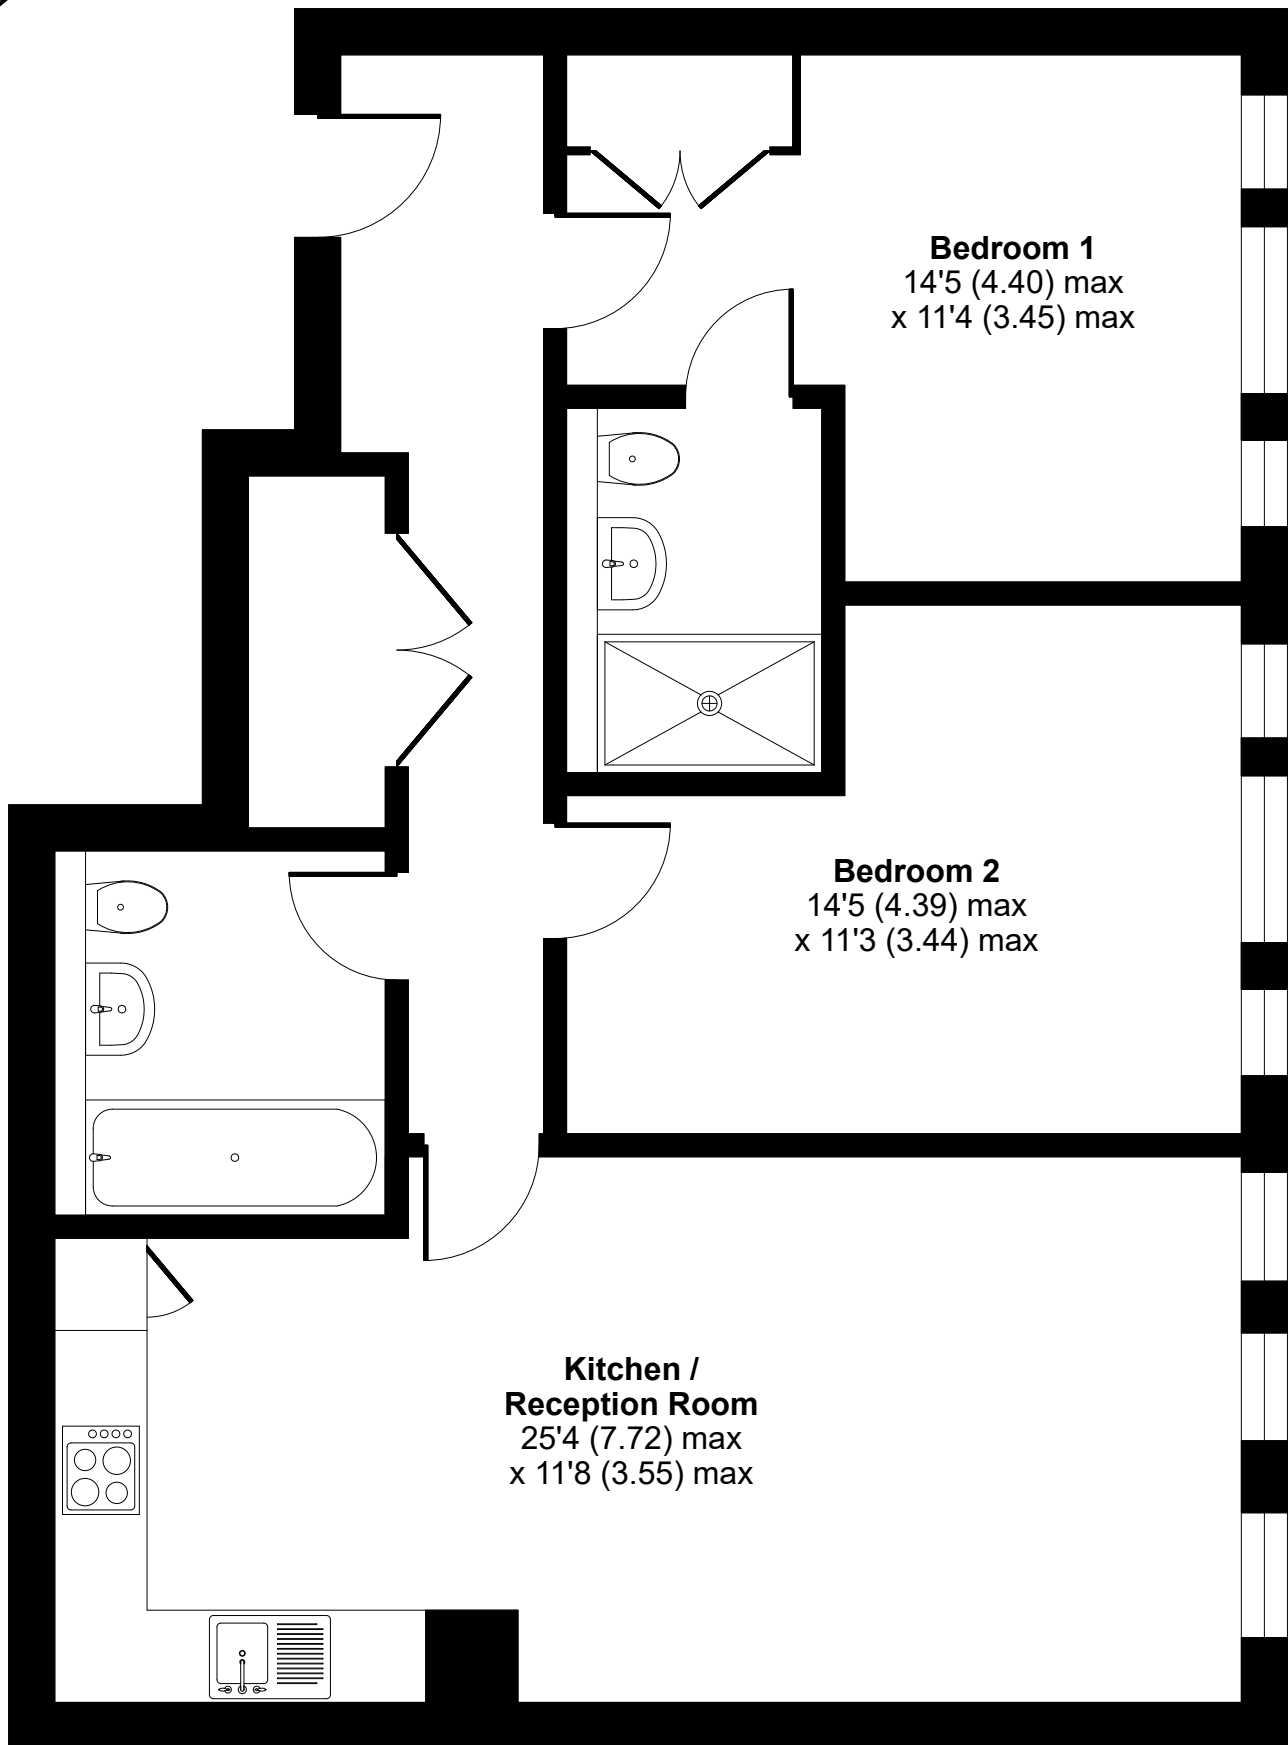 Bedroom 1
14'5 (4.40) max
x 11'4 (3.45) max
Bedroom 2
14'5 (4.39) max
x 11'3 (3.44) max
Kitchen /
Reception Room
25'4 (7.72) max
x 11'8 (3.55) max